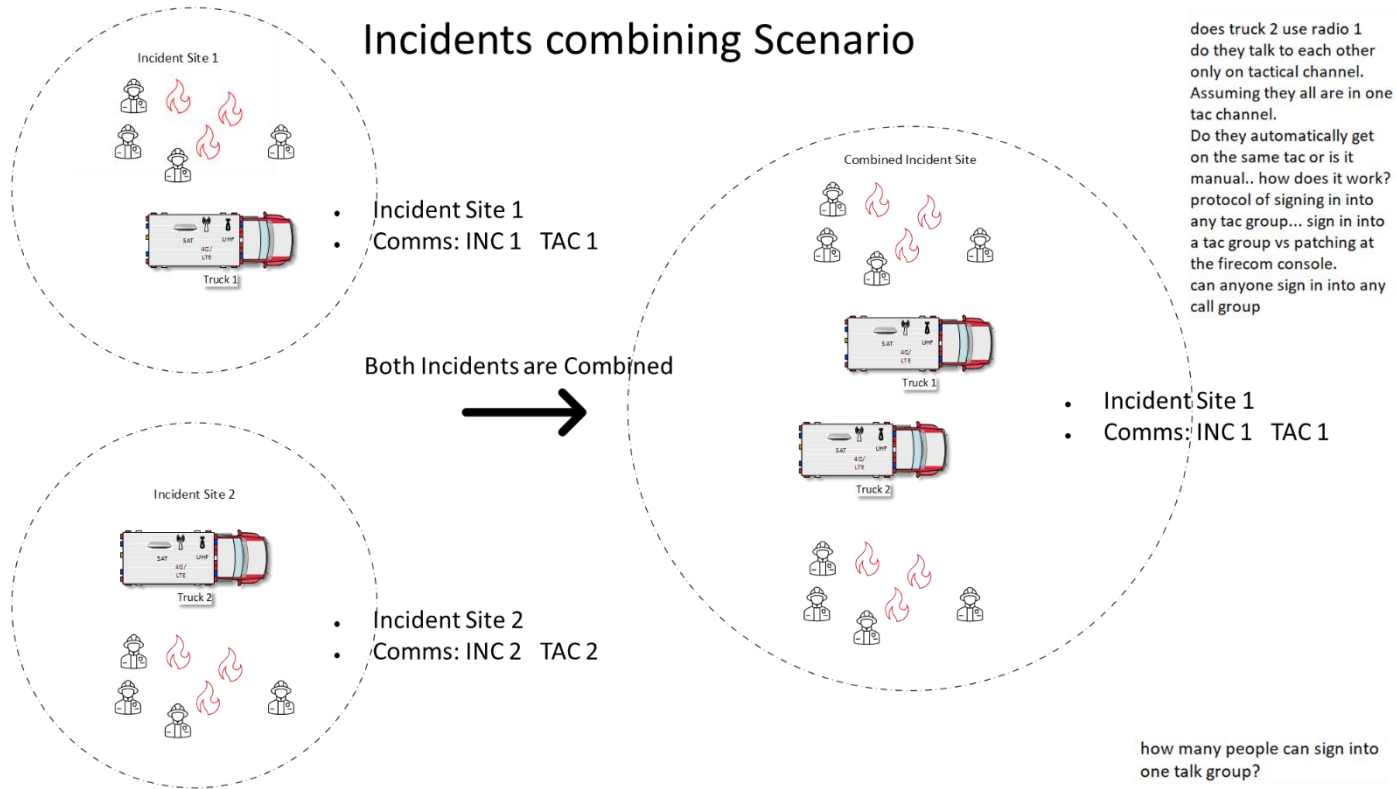 Incidents combining Scenario
Incident Site 1
SAT
4G/
LTE
UHF
Truck 1
• Incident Site 1
• Comms: INC 1 TAC 1
Both Incidents are Combined
Incident Site 2
SAT
4G/
LTE
UHF
Truck 2
• Incident Site 2
• Comms: INC 2 TAC 2
Combined Incident Site
SAT
4G/
LTE
UHF
Truck 1
SAT
4G/
LTE
UHF
Truck 2
• Incident Site 1
• Comms: INC 1 TAC 1
does truck 2 use radio 1
do they talk to each other
only on tactical channel.
Assuming they all are in one
tac channel.
Do they automatically get
on the same tac or is it
manual.. how does it work?
protocol of signing in into
any tac group... sign in into
a tac group vs patching at
the firecom console.
can anyone sign in into any
call group
how many people can sign into
one talk group?